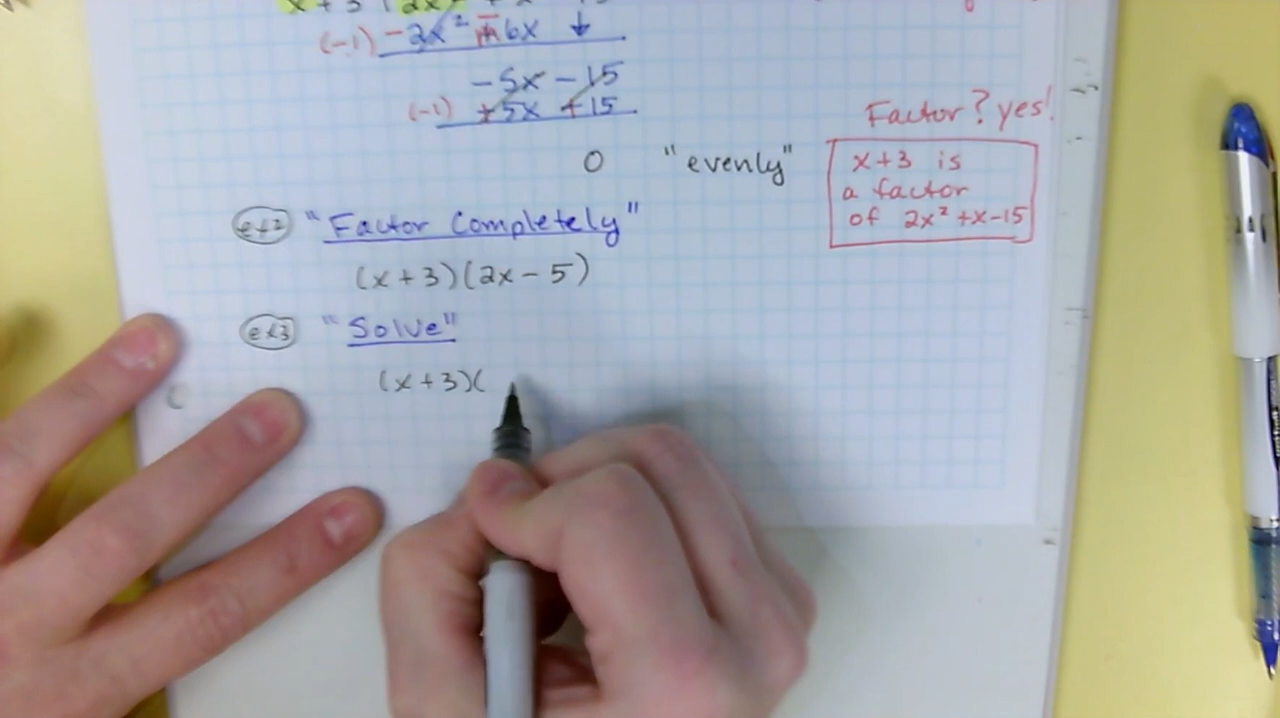 x + 3
(-1) -2x² 6x ↓
-5x - 15
(-1) +5x +15
Factor? yes!
0 "evenly"
x+3 is
a factor
of 2x² +x-15
ex2 "Factor Completely"
(x + 3)(2x - 5)
ex3 "Solve"
(x + 3)(